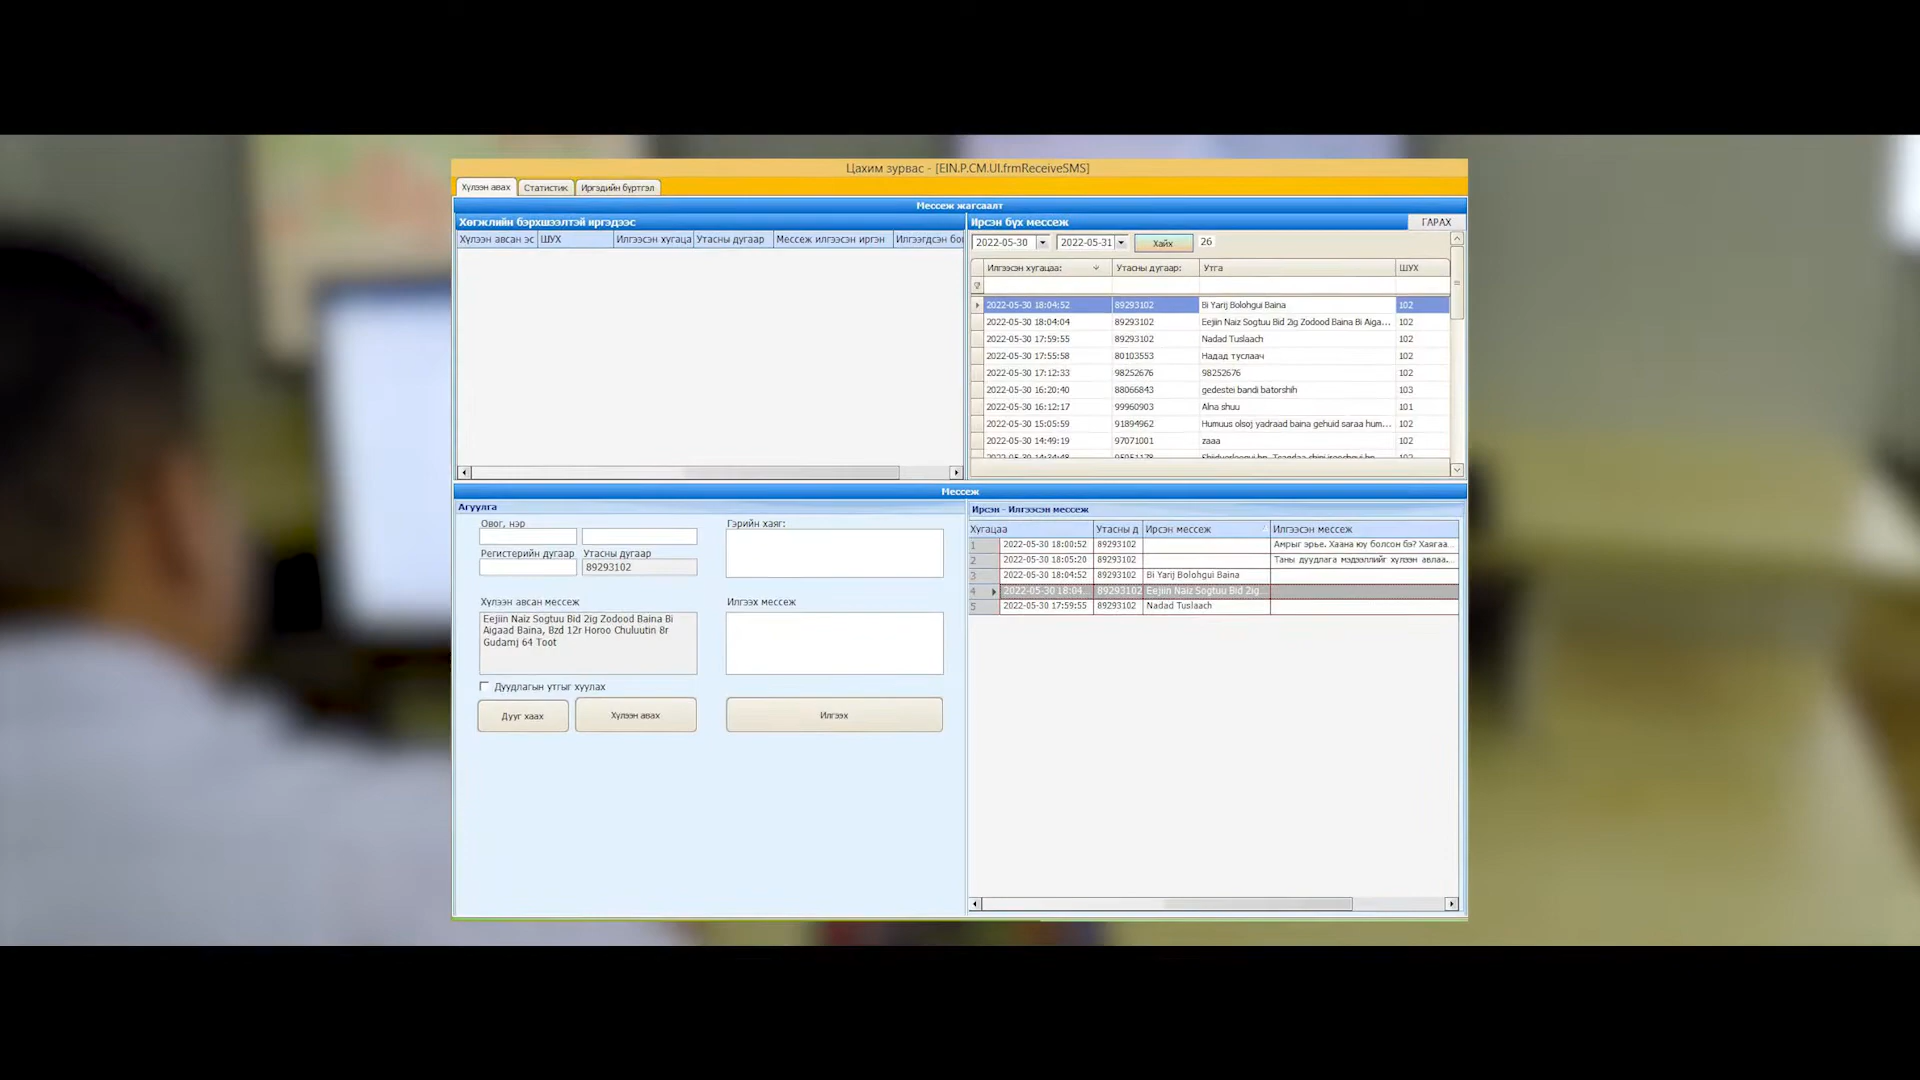 Цахим зурвас - [EIN.P.CM.UI.frmReceiveSMS]
Хүлээн авах Статистик Иргэдийн бүртгэл
Мессеж жагсаалт
Хөгжлийн бэрхшээлтэй иргэдээс
Хүлээн авсан эс ШУХ Илгээсэн хугаца Утасны дугаар Мессеж илгээсэн иргэн Илгээгдсэн бог
Ирсэн бүх мессеж ГАРАХ
2022-05-30 2022-05-31 Хайх 26
Илгээсэн хугацаа: Утасны дугаар: Утга ШУХ
2022-05-30 18:04:52 89293102 Bi Yarij Bolohgui Baina 102
2022-05-30 18:04:04 89293102 Eejiin Naiz Sogtuu Bid 2ig Zodood Baina Bi Aiga... 102
2022-05-30 17:59:55 89293102 Nadad Tuslaach 102
2022-05-30 17:55:58 80103553 Надад туслаач 102
2022-05-30 17:12:33 98252676 98252676 102
2022-05-30 16:20:40 88066843 gedestei bandi batorshih 103
2022-05-30 16:12:17 99960903 Alna shuu 101
2022-05-30 15:05:59 91894962 Humuus olsoj yadraad baina gehuid saraa hum... 102
2022-05-30 14:49:19 97071001 zaaa 102
Мессеж
Агуулга
Овог, нэр
Регистерийн дугаар Утасны дугаар
89293102
Гэрийн хаяг:
Хүлээн авсан мессеж
Eejiin Naiz Sogtuu Bid 2ig Zodood Baina Bi
Aigaad Baina, Bzd 12r Horoo Chuluutin 8r
Gudamj 64 Toot
Илгээх мессеж
Дуудлагын утгыг хуулах
Дууг хаах Хүлээн авах Илгээх
Ирсэн - Илгээсэн мессеж
Хугацаа Утасны д Ирсэн мессеж Илгээсэн мессеж
1 2022-05-30 18:00:52 89293102 Амрыг эрье. Хаана юу болсон бэ? Хаягаа...
2 2022-05-30 18:05:20 89293102 Таны дуудлага мэдээллийг хүлээн авлаа...
3 2022-05-30 18:04:52 89293102 Bi Yarij Bolohgui Baina
4 2022-05-30 18:04... 89293102 Eejiin Naiz Sogtuu Bid 2ig...
5 2022-05-30 17:59:55 89293102 Nadad Tuslaach